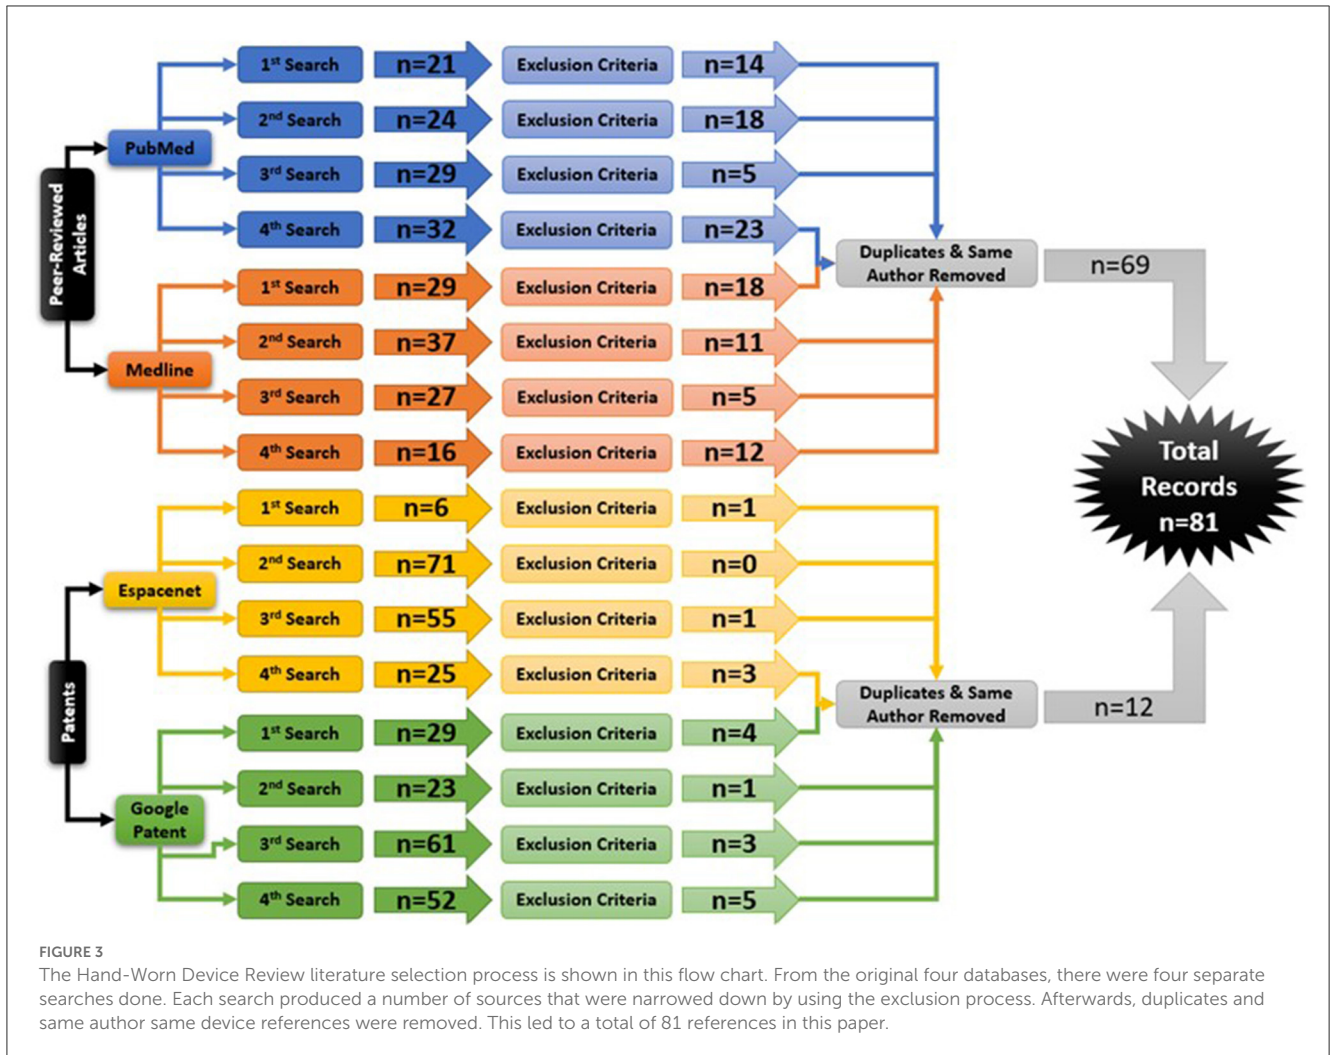 Peer-Reviewed
Articles
PubMed
1st Search
n=21
Exclusion Criteria
n=14
2nd Search
n=24
Exclusion Criteria
n=18
3rd Search
n=29
Exclusion Criteria
n=5
4th Search
n=32
Exclusion Criteria
n=23
Medline
1st Search
n=29
Exclusion Criteria
n=18
2nd Search
n=37
Exclusion Criteria
n=11
3rd Search
n=27
Exclusion Criteria
n=5
4th Search
n=16
Exclusion Criteria
n=12
Duplicates & Same
Author Removed
n=69
Patents
Espacenet
1st Search
n=6
Exclusion Criteria
n=1
2nd Search
n=71
Exclusion Criteria
n=0
3rd Search
n=55
Exclusion Criteria
n=1
4th Search
n=25
Exclusion Criteria
n=3
Google
Patent
1st Search
n=29
Exclusion Criteria
n=4
2nd Search
n=23
Exclusion Criteria
n=1
3rd Search
n=61
Exclusion Criteria
n=3
4th Search
n=52
Exclusion Criteria
n=5
Duplicates & Same
Author Removed
n=12
Total
Records
n=81
FIGURE 3
The Hand-Worn Device Review literature selection process is shown in this flow chart. From the original four databases, there were four separate
searches done. Each search produced a number of sources that were narrowed down by using the exclusion process. Afterwards, duplicates and
same author same device references were removed. This led to a total of 81 references in this paper.